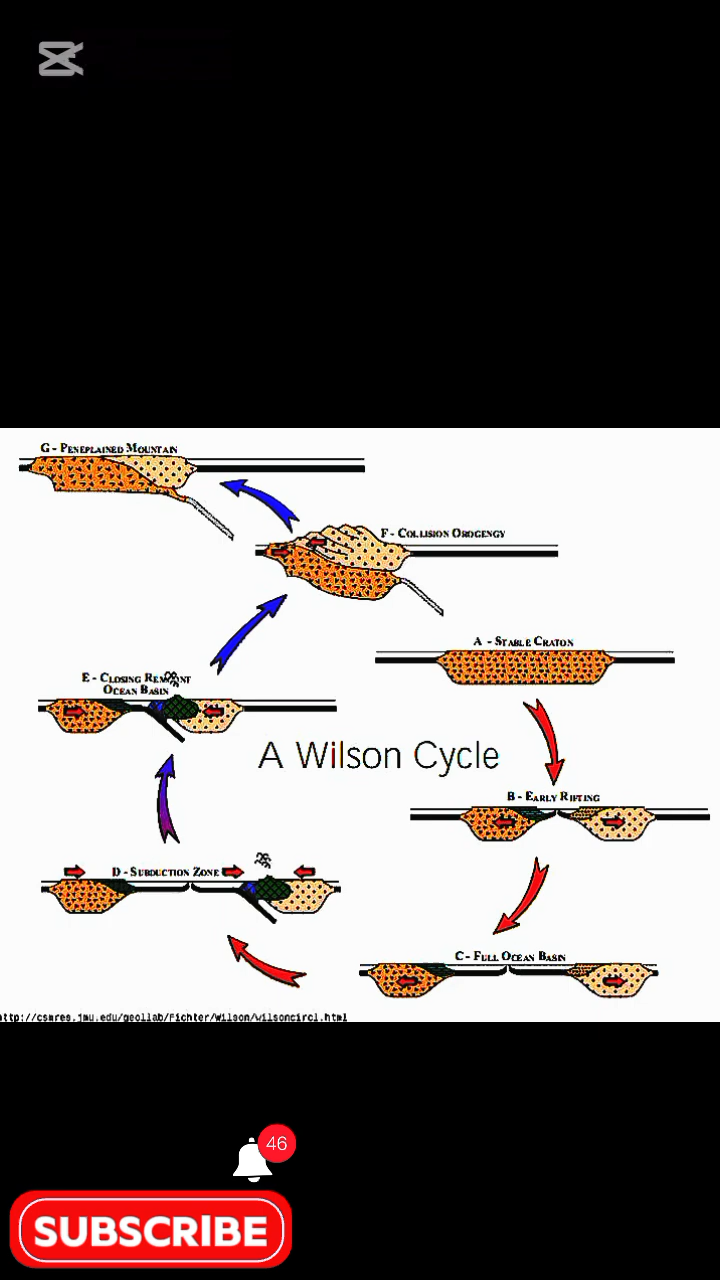 G - Peneplained Mountain
F - Collision Orogengy
A - Stable Craton
E - Closing Remnant
Ocean Basin
A Wilson Cycle
B - Early Rifting
D - Subduction Zone
C - Full Ocean Basin
http://csmres.jmu.edu/geollab/Fichter/Wilson/wilsoncircl.html
46
SUBSCRIBE